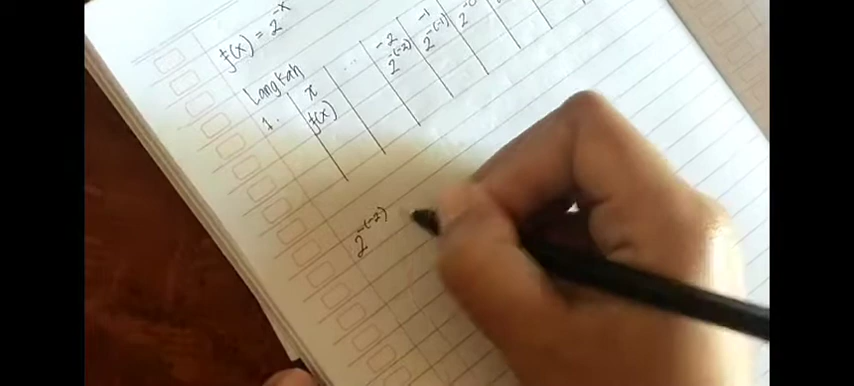 f(x) = 2^-x
Langkah
1. x ... -2 -1
f(x) 2^-(-2) 2^-(-1)
2^-(-2)